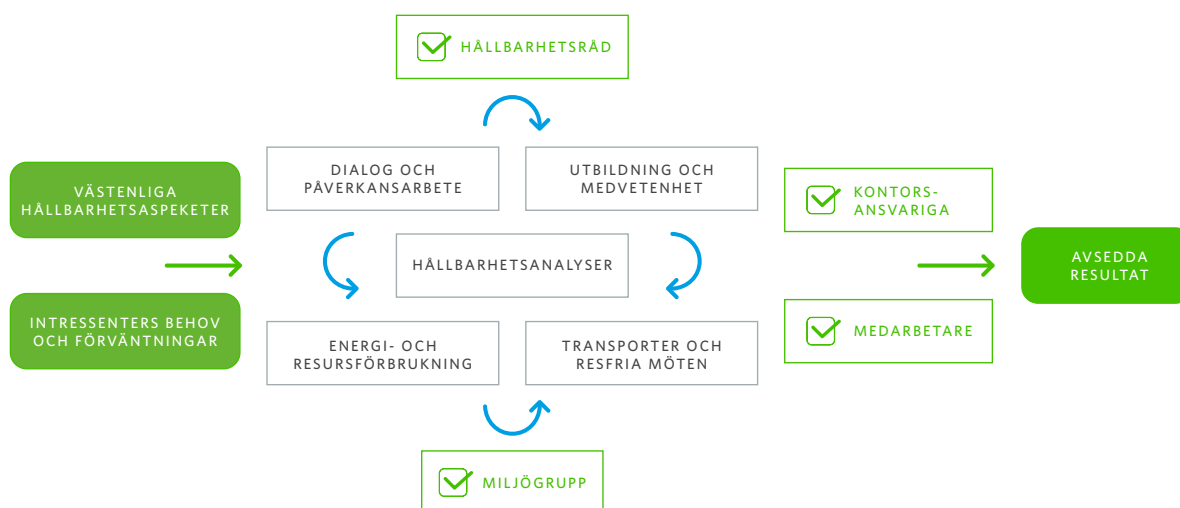 HÅLLBARHETSRÅD
DIALOG OCH
PÅVERKANSARBETE
UTBILDNING OCH
MEDVETENHET
VÄSTENLIGA
HÅLLBARHETSASPEKETER
KONTORS-
ANSVARIGA
HÅLLBARHETSANALYSER
AVSEDDA
RESULTAT
INTRESSENTERS BEHOV
OCH FÖRVÄNTNINGAR
MEDARBETARE
ENERGI- OCH
RESURSFÖRBRUKNING
TRANSPORTER OCH
RESFRIA MÖTEN
MILJÖGRUPP